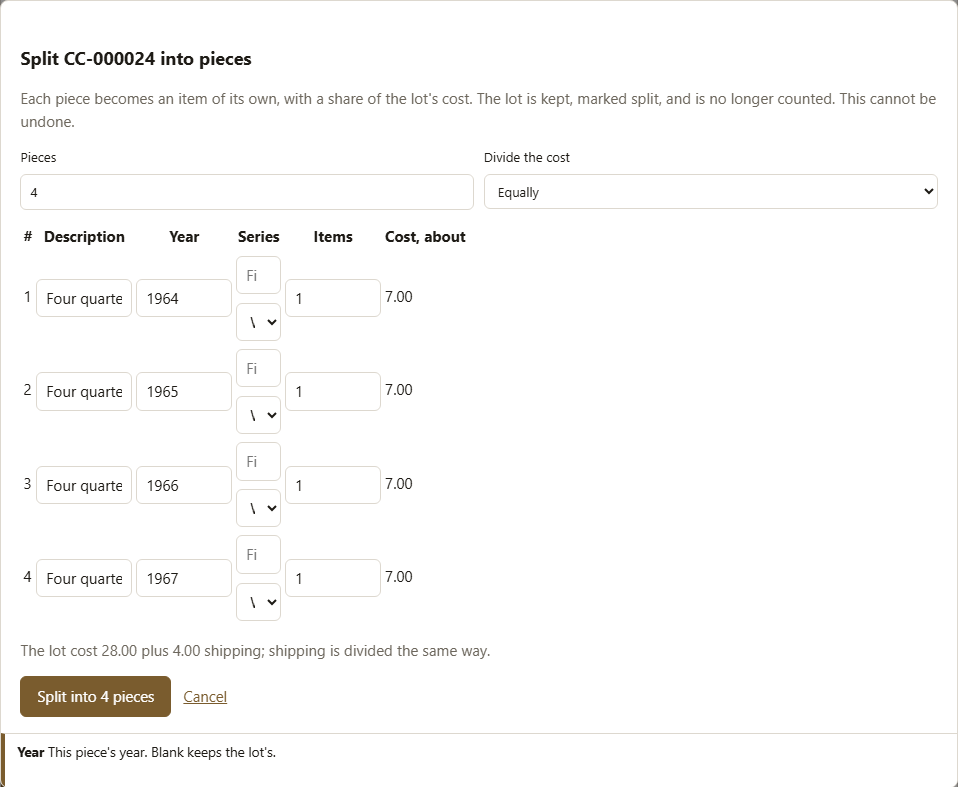 Split CC-000024 into pieces
Each piece becomes an item of its own, with a share of the lot's cost. The lot is kept, marked split, and is no longer counted. This cannot be
undone.
Pieces Divide the cost
4 Equally
# Description Year Series Items Cost, about
Fi
1 Four quarte 1964 1 7.00
\
Fi
2 Four quarte 1965 1 7.00
\
Fi
3 Four quarte 1966 1 7.00
\
Fi
4 Four quarte 1967 1 7.00
\
The lot cost 28.00 plus 4.00 shipping; shipping is divided the same way.
Split into 4 pieces Cancel
Year This piece's year. Blank keeps the lot's.